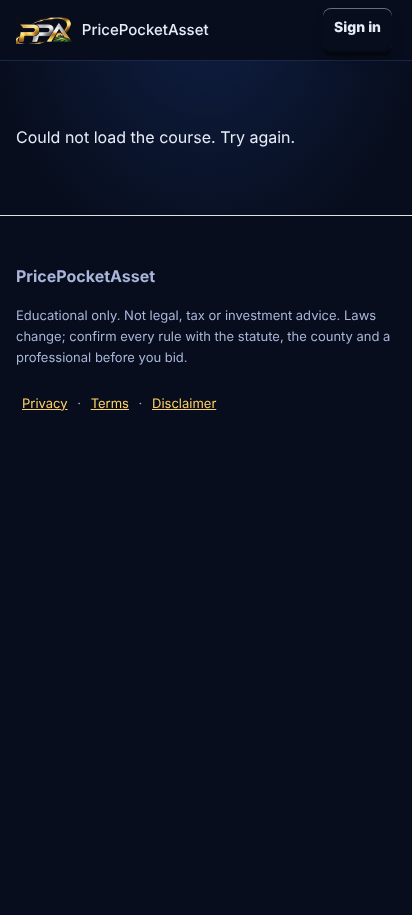 PPA PricePocketAsset Sign in
Could not load the course. Try again.
PricePocketAsset
Educational only. Not legal, tax or investment advice. Laws
change; confirm every rule with the statute, the county and a
professional before you bid.
Privacy · Terms · Disclaimer